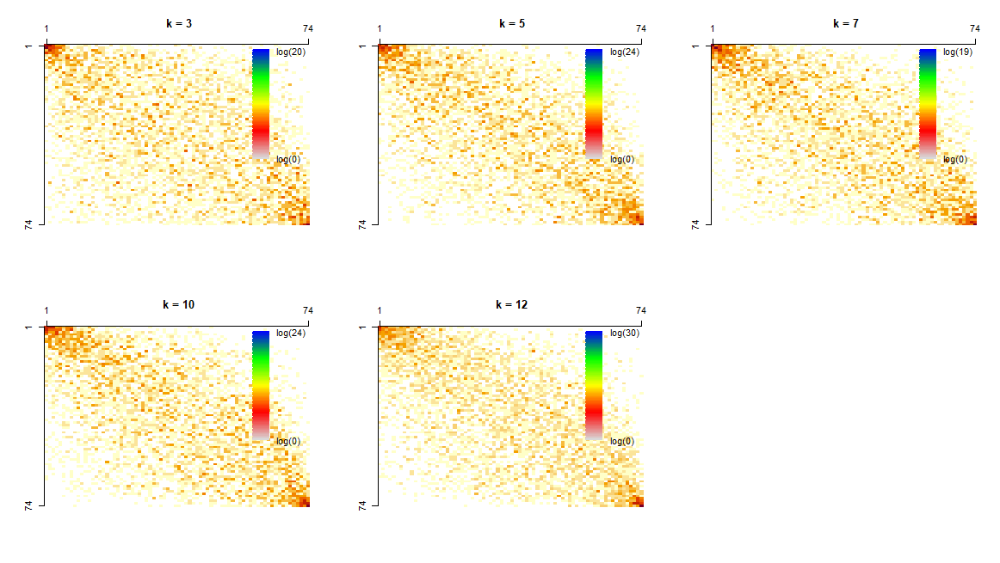 k = 3
1 74
1
log(20)
log(0)
74
k = 5
1 74
1
log(24)
log(0)
74
k = 7
1 74
1
log(19)
log(0)
74
k = 10
1 74
1
log(24)
log(0)
74
k = 12
1 74
1
log(30)
log(0)
74